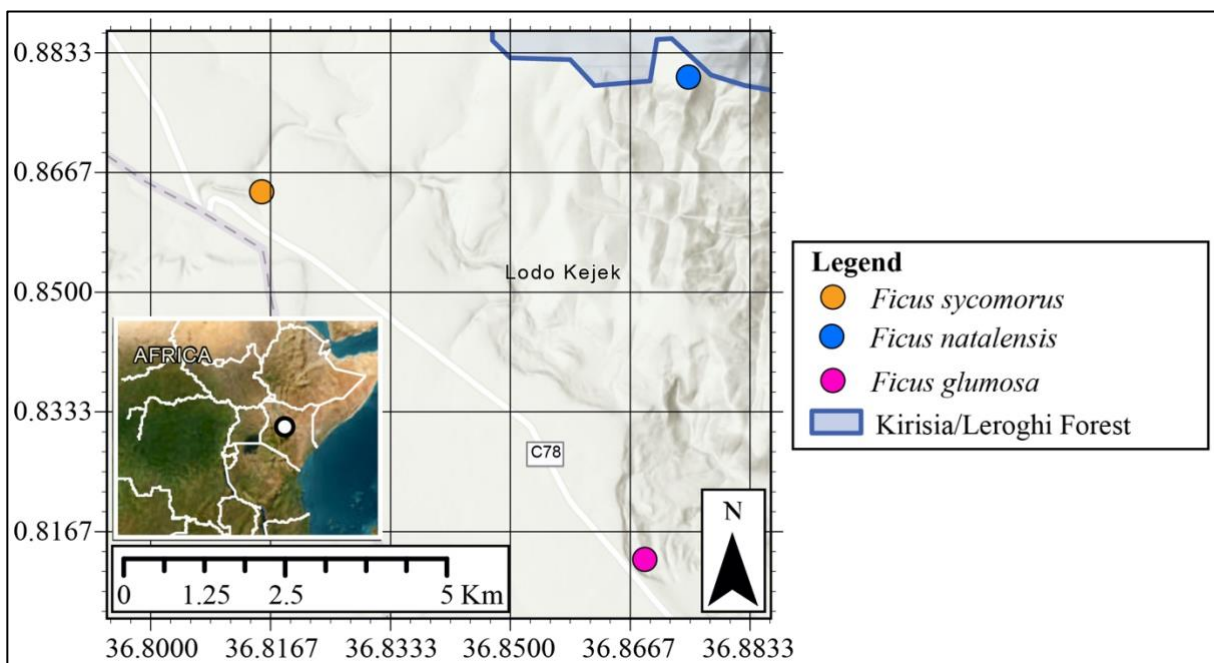 0.8833
0.8667
0.8500
0.8333
0.8167
Lodo Kejek
C78
AFRICA
N
0 1.25 2.5 5 Km
36.8000 36.8167 36.8333 36.8500 36.8667 36.8833
Legend
Ficus sycomorus
Ficus natalensis
Ficus glumosa
Kirisia/Leroghi Forest